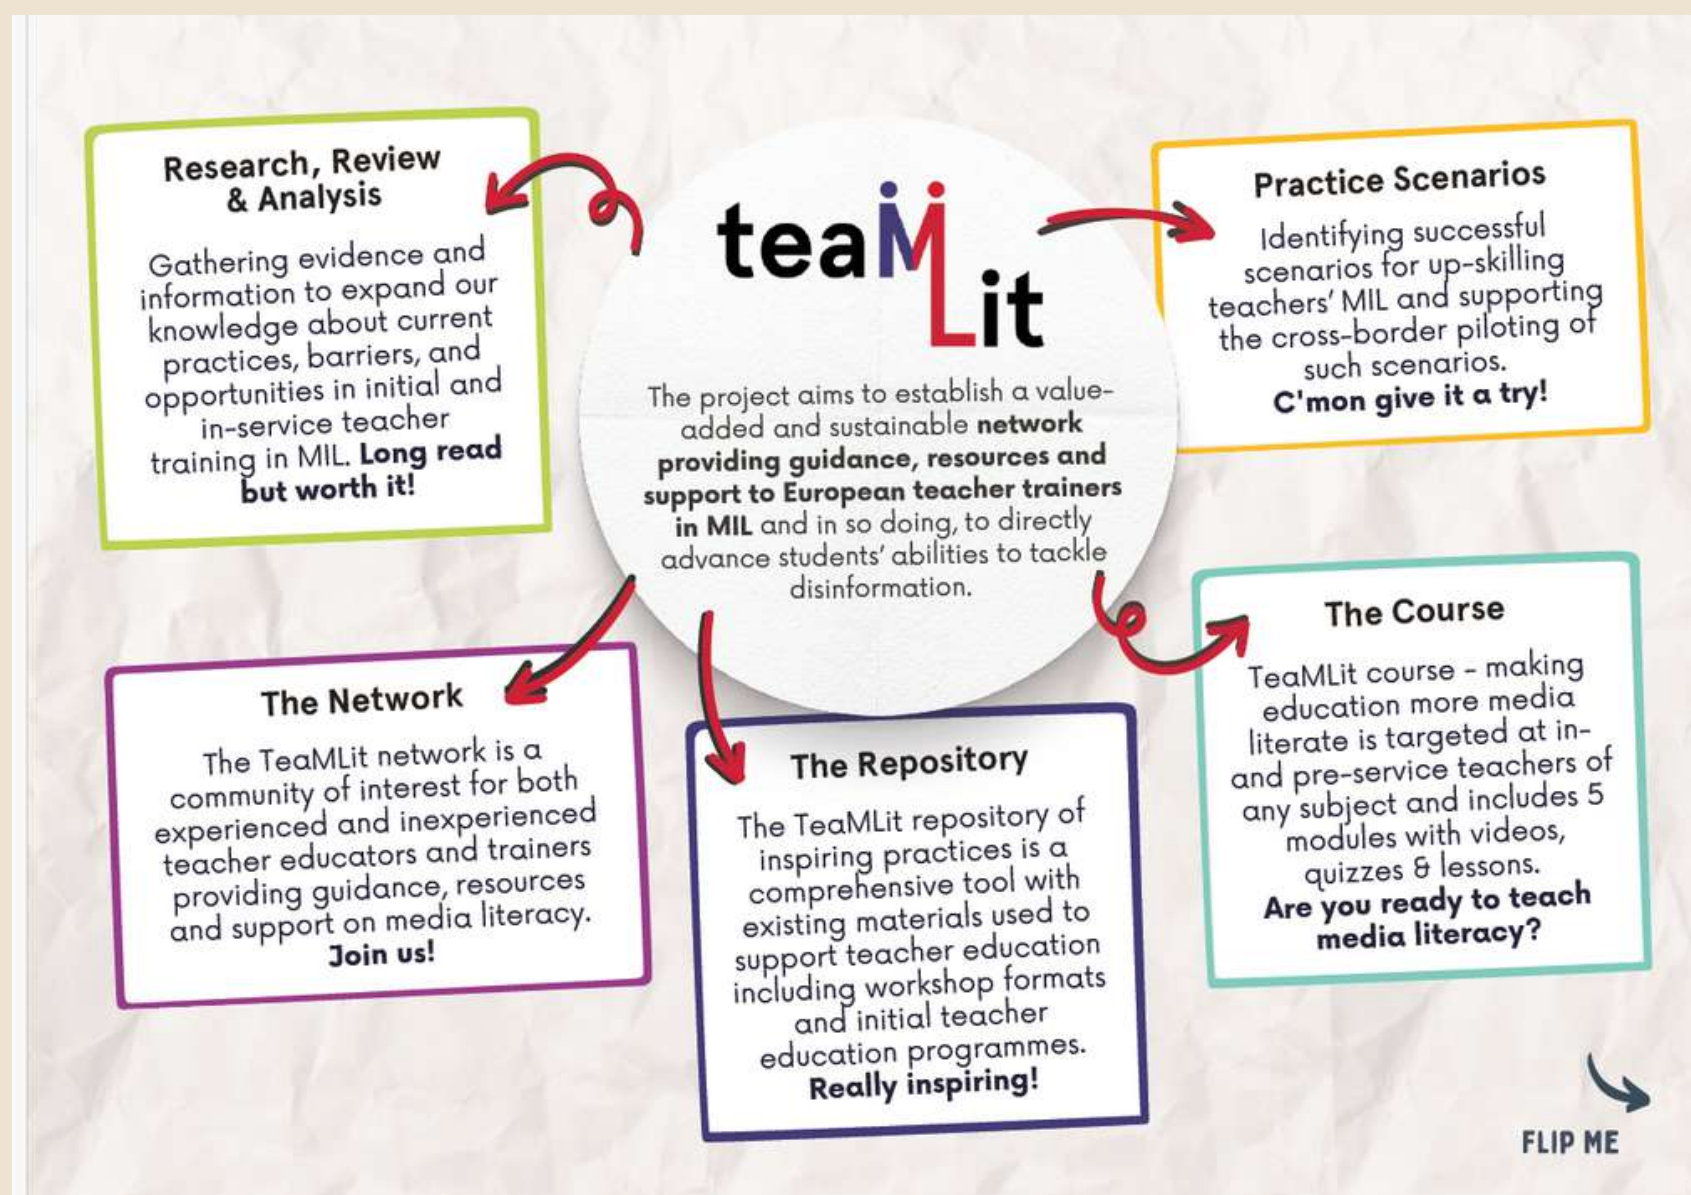 teaMLit
The project aims to establish a value-
added and sustainable network
providing guidance, resources and
support to European teacher trainers
in MIL and in so doing, to directly
advance students' abilities to tackle
disinformation.
Research, Review
& Analysis
Gathering evidence and
information to expand our
knowledge about current
practices, barriers, and
opportunities in initial and
in-service teacher
training in MIL. Long read
but worth it!
Practice Scenarios
Identifying successful
scenarios for up-skilling
teachers' MIL and supporting
the cross-border piloting of
such scenarios.
C'mon give it a try!
The Network
The TeaMLit network is a
community of interest for both
experienced and inexperienced
teacher educators and trainers
providing guidance, resources
and support on media literacy.
Join us!
The Repository
The TeaMLit repository of
inspiring practices is a
comprehensive tool with
existing materials used to
support teacher education
including workshop formats
and initial teacher
education programmes.
Really inspiring!
The Course
TeaMLit course - making
education more media
literate is targeted at in-
and pre-service teachers of
any subject and includes 5
modules with videos,
quizzes & lessons.
Are you ready to teach
media literacy?
FLIP ME